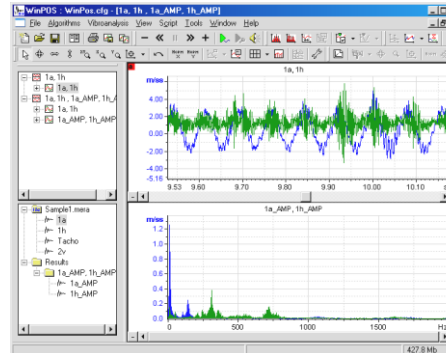 WinPOS : WinPos.cfg - [1a, 1h , 1a_AMP, 1h_AMP]
File Algorithms Vibroanalysis View Script Tools Window Help
1a, 1h
1a, 1h
1a, 1h , 1a_AMP, 1h_A
1a, 1h
1a_AMP, 1h_AMP
Sample1.mera
1a
1h
Tacho
2v
Results
1a_AMP, 1h_AMP
1a_AMP
1h_AMP
1a, 1h
m/ss
4.00
2.00
0.00
-2.00
-4.00
-5.16
9.53 9.60 9.70 9.80 9.90 10.00 10.10
1a_AMP, 1h_AMP
m/ss
1.2
1.0
0.8
0.6
0.4
0.2
0.0
0 500 1000 1500 Hz
427.8 Mb